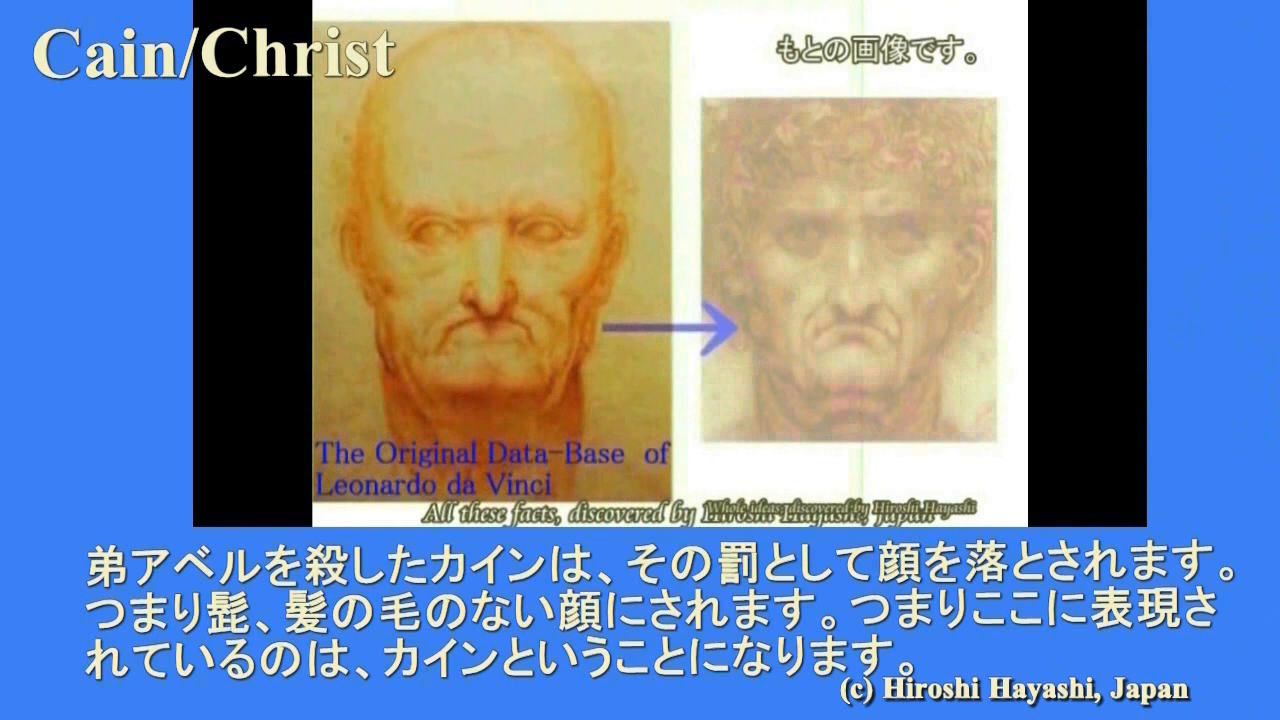 Cain/Christ
もとの画像です。
The Original Data-Base of
Leonardo da Vinci
All these facts, discovered by Hiroshi Hayashi, Japan
Whole ideas discovered by Hiroshi Hayashi
弟アベルを殺したカインは、その罰として顔を落とされます。
つまり髭、髪の毛のない顔にされます。つまりここに表現さ
れているのは、カインということになります。
(c) Hiroshi Hayashi, Japan